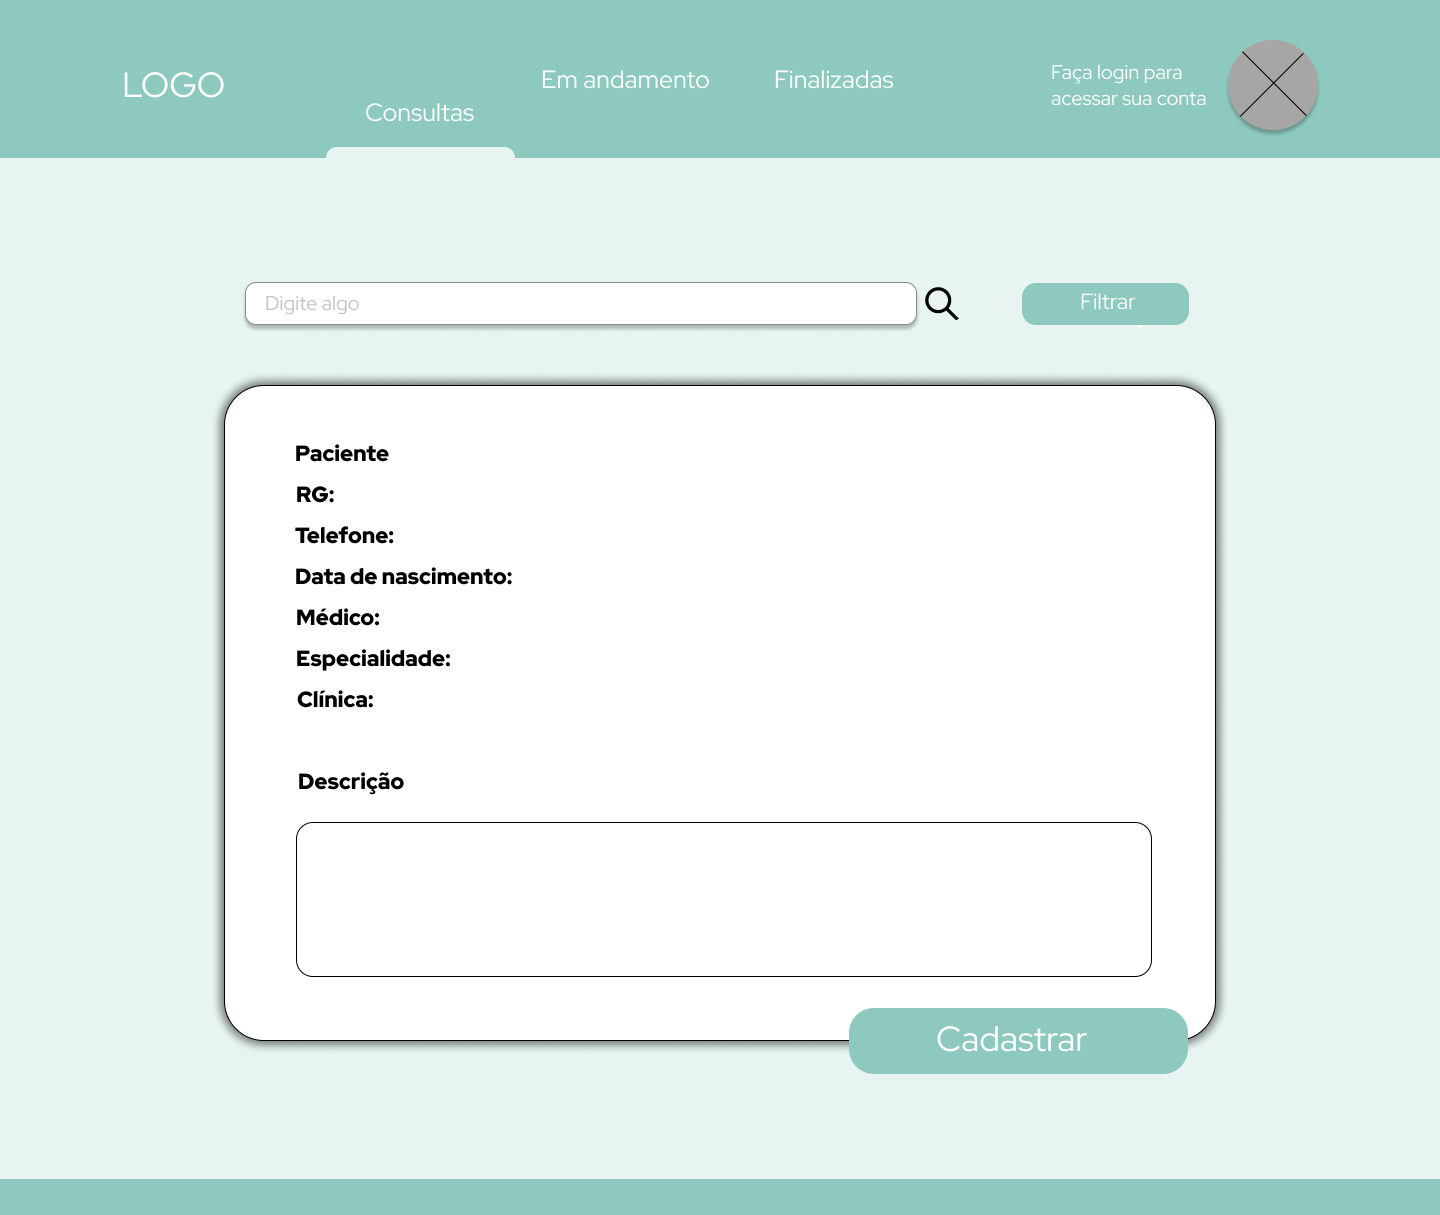 LOGO
Consultas
Em andamento
Finalizadas
Faça login para
acessar sua conta
Digite algo
Filtrar
Paciente
RG:
Telefone:
Data de nascimento:
Médico:
Especialidade:
Clínica:
Descrição
Cadastrar